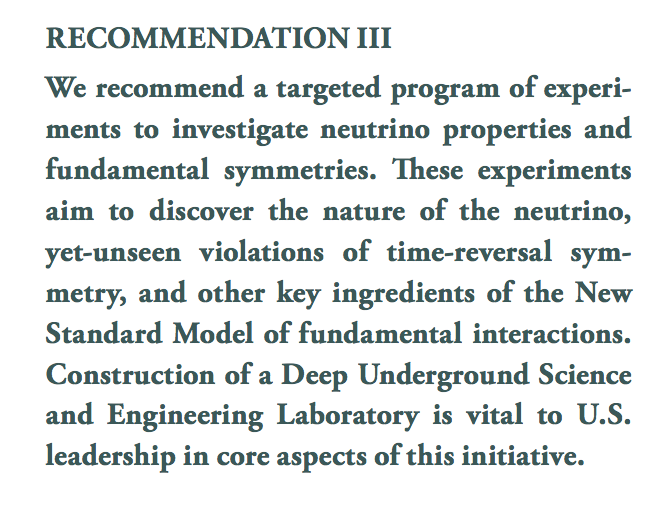 RECOMMENDATION III
We recommend a targeted program of experi-
ments to investigate neutrino properties and
fundamental symmetries. These experiments
aim to discover the nature of the neutrino,
yet-unseen violations of time-reversal sym-
metry, and other key ingredients of the New
Standard Model of fundamental interactions.
Construction of a Deep Underground Science
and Engineering Laboratory is vital to U.S.
leadership in core aspects of this initiative.